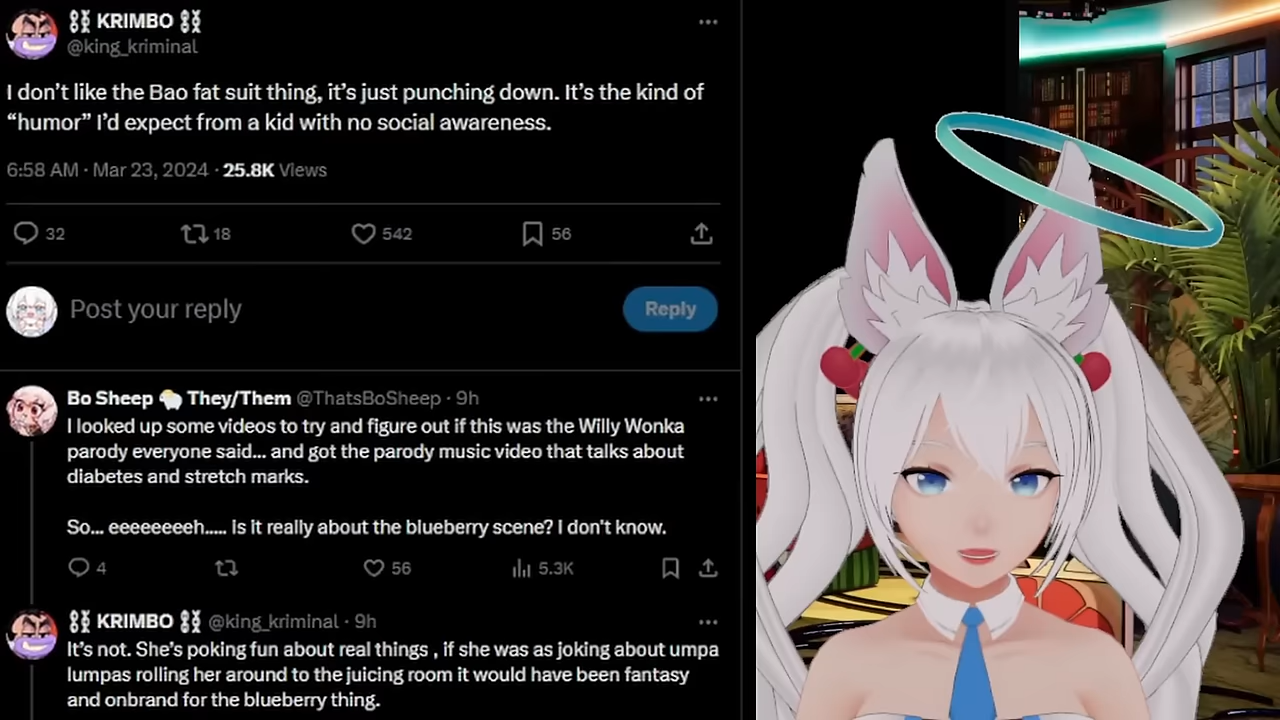 KRIMBO
@king_kriminal
I don’t like the Bao fat suit thing, it’s just punching down. It’s the kind of
“humor” I’d expect from a kid with no social awareness.
6:58 AM · Mar 23, 2024 · 25.8K Views
32 18 542 56
Post your reply
Reply
Bo Sheep 🐑 They/Them @ThatsBoSheep · 9h
I looked up some videos to try and figure out if this was the Willy Wonka
parody everyone said... and got the parody music video that talks about
diabetes and stretch marks.
So... eeeeeeeeh..... is it really about the blueberry scene? I don't know.
4 56 5.3K
KRIMBO @king_kriminal · 9h
It’s not. She’s poking fun about real things , if she was as joking about umpa
lumpas rolling her around to the juicing room it would have been fantasy
and onbrand for the blueberry thing.